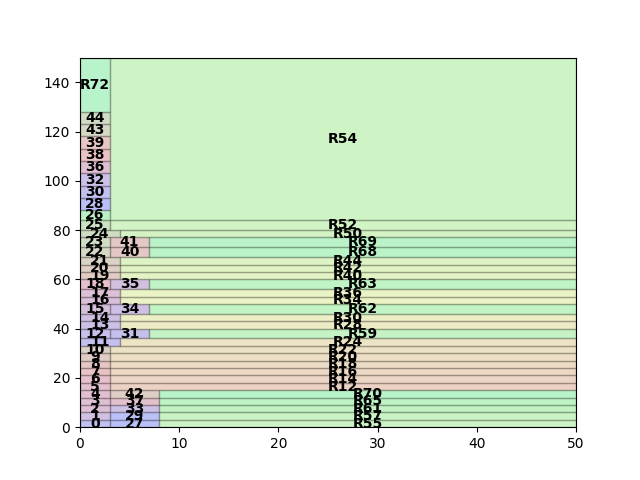 140 R72
44
120 43
39 R54
38
36
100 32
30
28
26
25 R52
80 24 R50
23 41 R69
22 40 R68
21 R44
20 R42
19 R40
60 18 35 R63
17 R36
16 R34
15 34 R62
14 R30
40 13 R28
12 31 R59
11 R24
10 R22
9 R20
8 R18
7 R16
20 6 R14
5 R12
4 42 R70
3 37 R65
2 33 R61
1 29 R57
0 0 27 R55
0 10 20 30 40 50